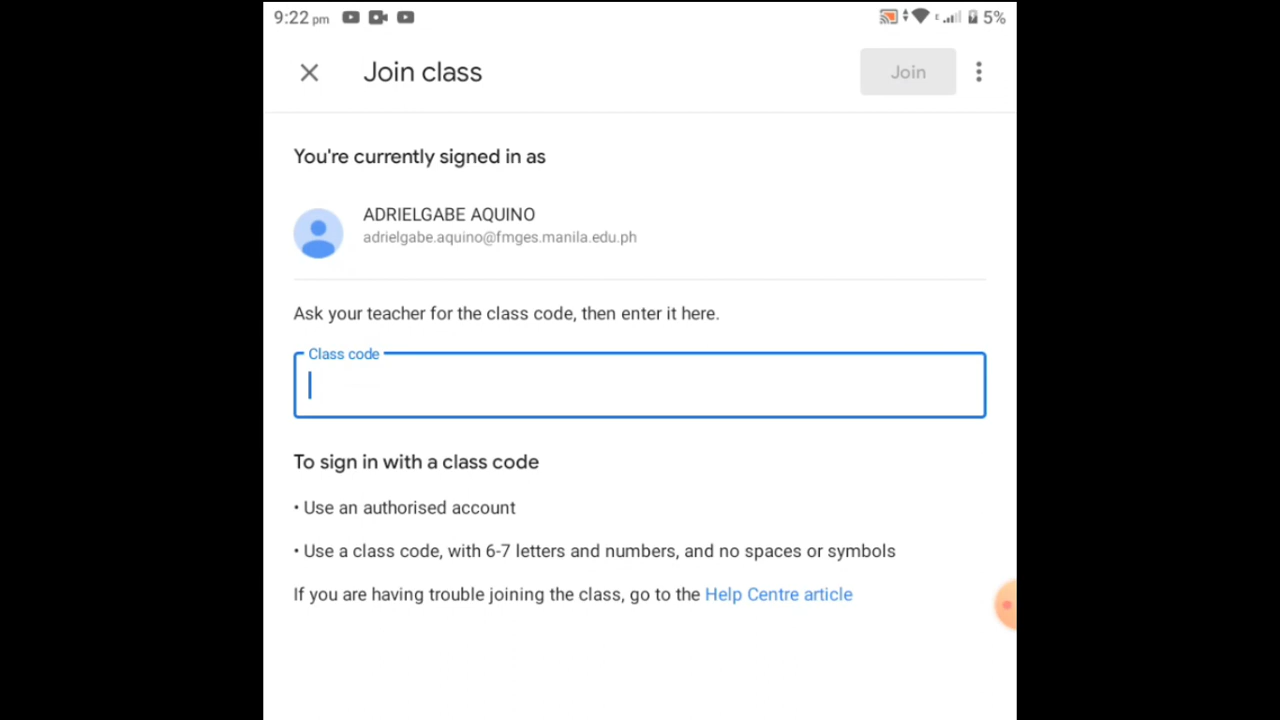 9:22 pm E 5%
Join class Join
You're currently signed in as
ADRIELGABE AQUINO
adrielgabe.aquino@fmges.manila.edu.ph
Ask your teacher for the class code, then enter it here.
Class code
To sign in with a class code
• Use an authorised account
• Use a class code, with 6-7 letters and numbers, and no spaces or symbols
If you are having trouble joining the class, go to the Help Centre article